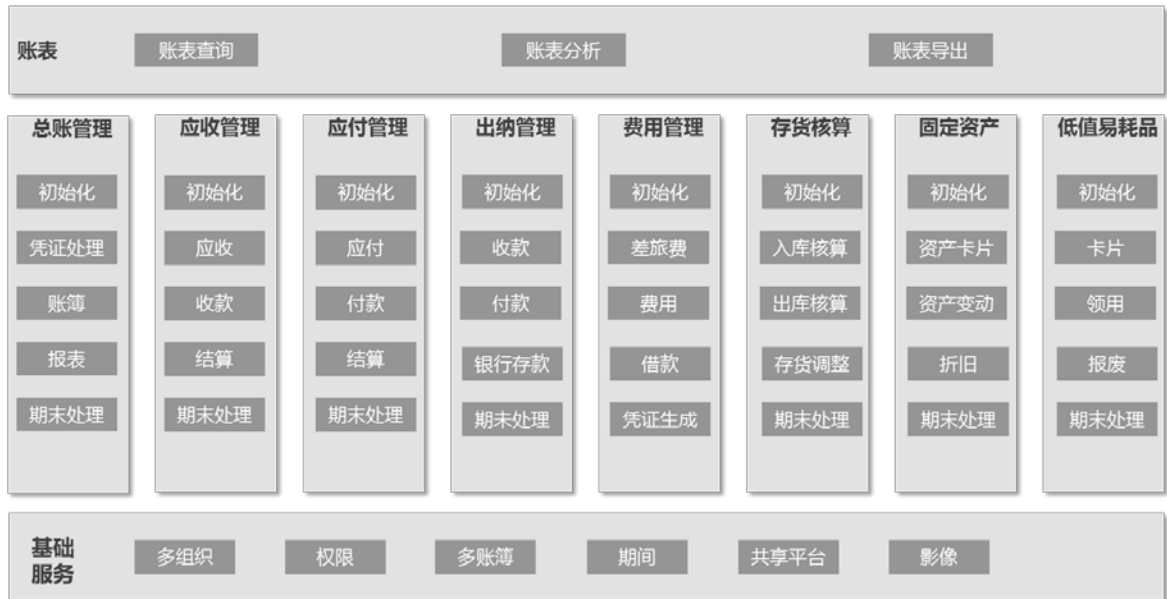 账表
账表查询
账表分析
账表导出
总账管理
初始化
凭证处理
账簿
报表
期末处理
应收管理
初始化
应收
收款
结算
期末处理
应付管理
初始化
应付
付款
结算
期末处理
出纳管理
初始化
收款
付款
银行存款
期末处理
费用管理
初始化
差旅费
费用
借款
凭证生成
存货核算
初始化
入库核算
出库核算
存货调整
期末处理
固定资产
初始化
资产卡片
资产变动
折旧
期末处理
低值易耗品
初始化
卡片
领用
报废
期末处理
基础
服务
多组织
权限
多账簿
期间
共享平台
影像